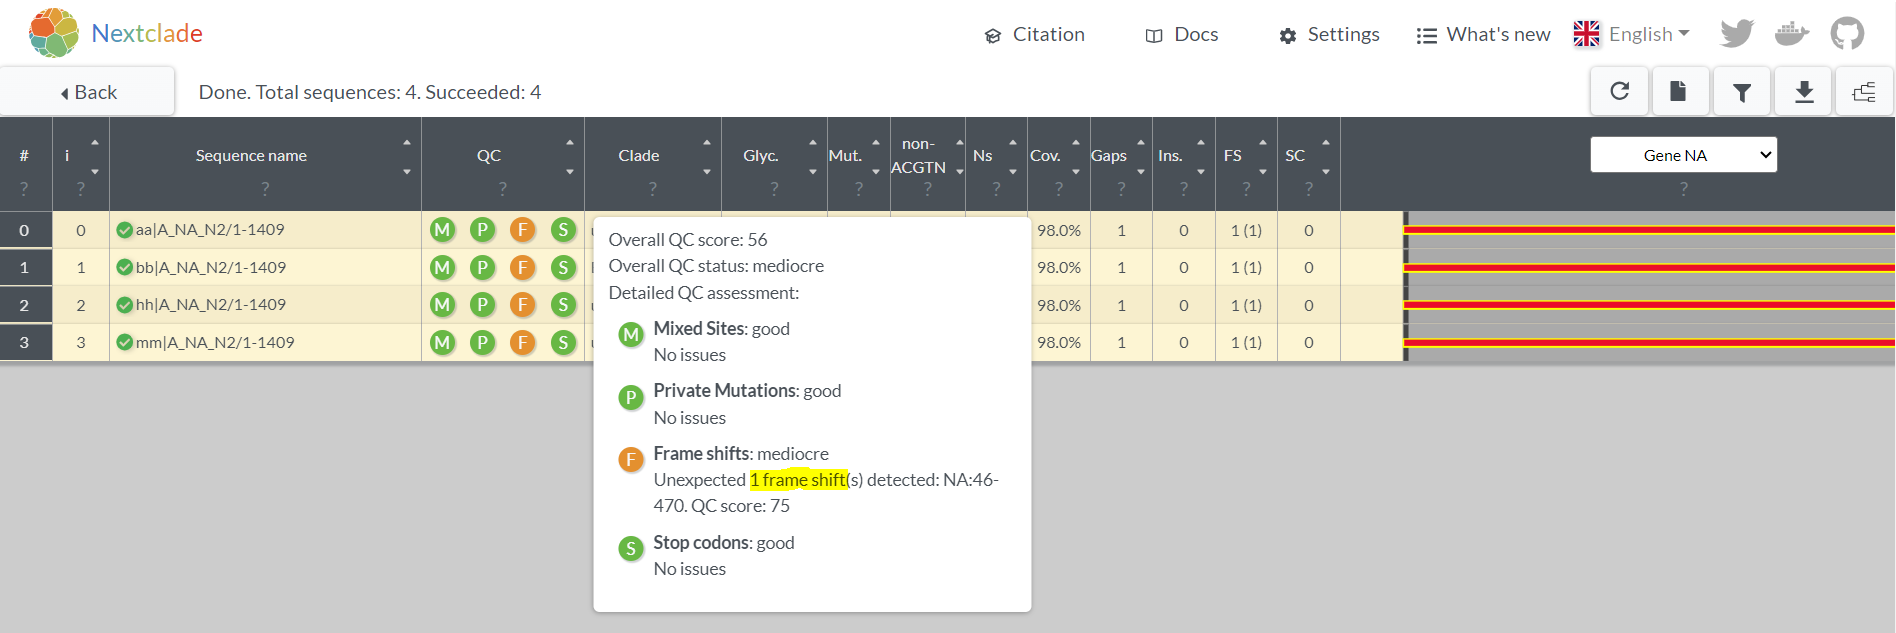 Nextclade
Citation
Docs
Settings
What's new
English
Back
Done. Total sequences: 4. Succeeded: 4
# i Sequence name QC Clade Glyc. Mut. non-ACGTN Ns Cov. Gaps Ins. FS SC Gene NA
? ? ? ? ? ? ? ? ? ? ? ? ? ? ?
0 0 aa|A_NA_N2/1-1409 M P F S 98.0% 1 0 1 (1) 0
1 1 bb|A_NA_N2/1-1409 M P F S 98.0% 1 0 1 (1) 0
2 2 hh|A_NA_N2/1-1409 M P F S 98.0% 1 0 1 (1) 0
3 3 mm|A_NA_N2/1-1409 M P F S 98.0% 1 0 1 (1) 0
Overall QC score: 56
Overall QC status: mediocre
Detailed QC assessment:
M Mixed Sites: good
No issues
P Private Mutations: good
No issues
F Frame shifts: mediocre
Unexpected 1 frame shift(s) detected: NA:46-
470. QC score: 75
S Stop codons: good
No issues